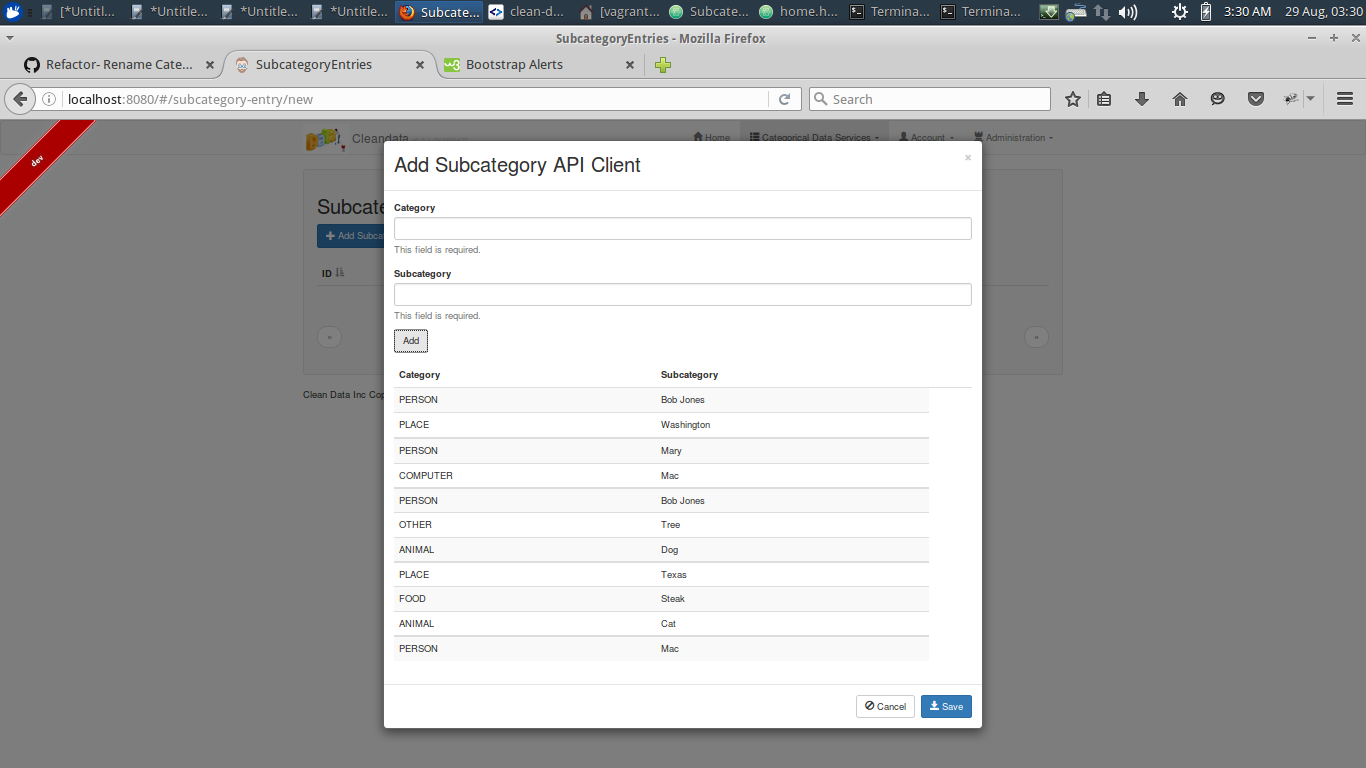 [*Untitl... *Untitle... *Untitle... *Untitle... Subcate... clean-d... [vagrant... Subcate... home.h... Termina... Termina... 3:30 AM 29 Aug, 03:30
SubcategoryEntries - Mozilla Firefox
Refactor- Rename Cate... SubcategoryEntries Bootstrap Alerts
localhost:8080/#/subcategory-entry/new Search
dev
Cleandata Home Categorical Data Services Account Administration
Add Subcategory API Client ×
Category
This field is required.
Subcate
Add Subca
Subcategory
ID
This field is required.
« Add »
Category Subcategory
Clean Data Inc Cop
PERSON Bob Jones
PLACE Washington
PERSON Mary
COMPUTER Mac
PERSON Bob Jones
OTHER Tree
ANIMAL Dog
PLACE Texas
FOOD Steak
ANIMAL Cat
PERSON Mac
Cancel Save